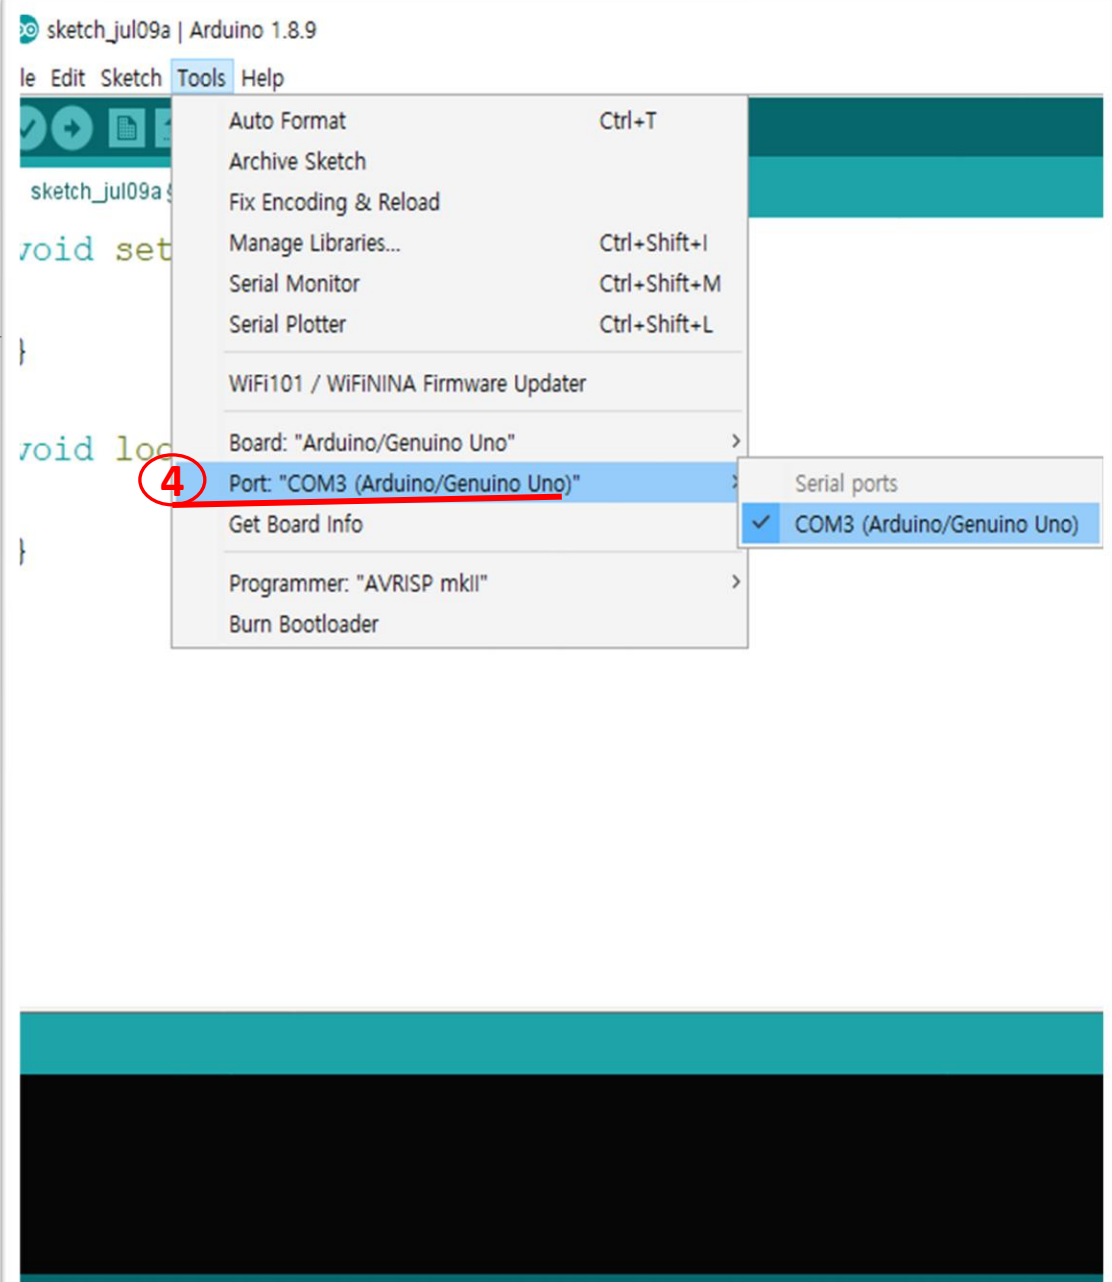 sketch_jul09a | Arduino 1.8.9
le Edit Sketch Tools Help
Auto Format Ctrl+T
Archive Sketch
sketch_jul09a
Fix Encoding & Reload
void set
Manage Libraries... Ctrl+Shift+I
Serial Monitor Ctrl+Shift+M
Serial Plotter Ctrl+Shift+L
}
WiFi101 / WiFiNINA Firmware Updater
void loo
Board: "Arduino/Genuino Uno" >
4 Port: "COM3 (Arduino/Genuino Uno)" >
Serial ports
Get Board Info
✓ COM3 (Arduino/Genuino Uno)
}
Programmer: "AVRISP mkII" >
Burn Bootloader